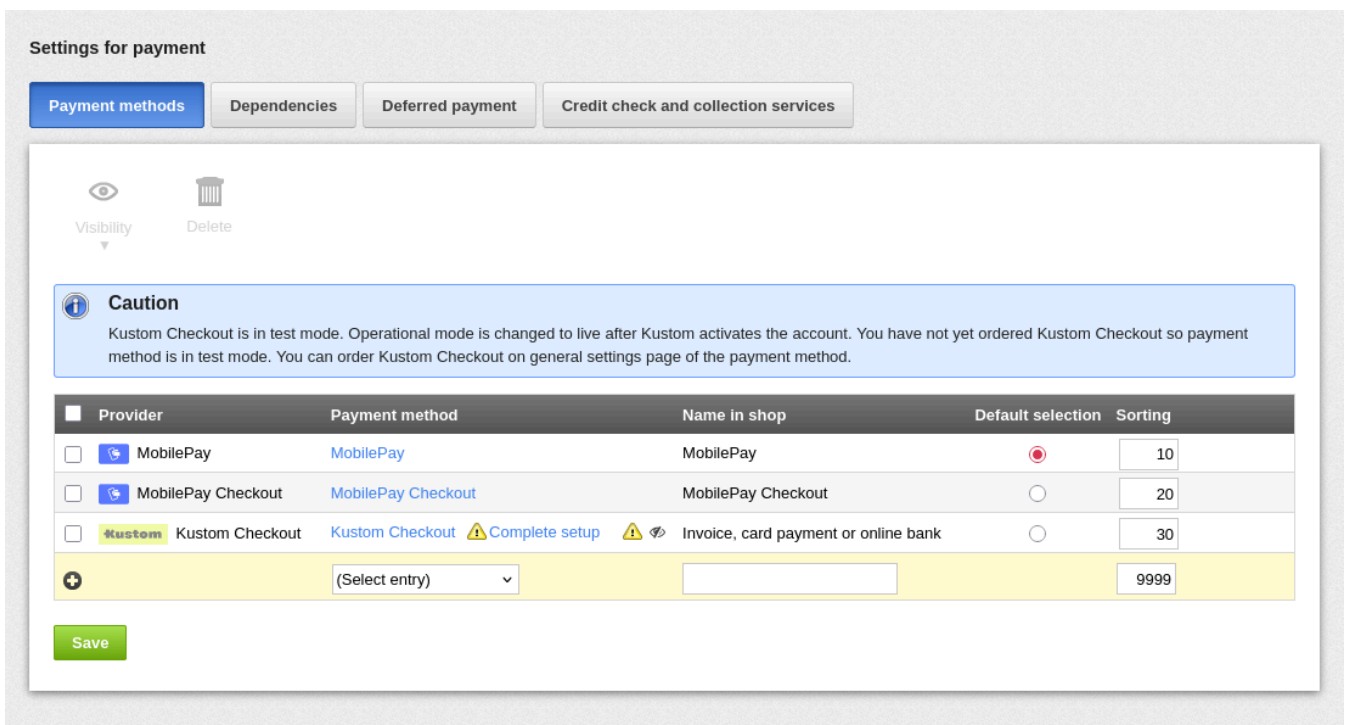 Settings for payment
Payment methods Dependencies Deferred payment Credit check and collection services
Visibility Delete
Caution
Kustom Checkout is in test mode. Operational mode is changed to live after Kustom activates the account. You have not yet ordered Kustom Checkout so payment
method is in test mode. You can order Kustom Checkout on general settings page of the payment method.
Provider Payment method Name in shop Default selection Sorting
MobilePay MobilePay MobilePay 10
MobilePay Checkout MobilePay Checkout MobilePay Checkout 20
Kustom Kustom Checkout Kustom Checkout Complete setup Invoice, card payment or online bank 30
(Select entry) 9999
Save